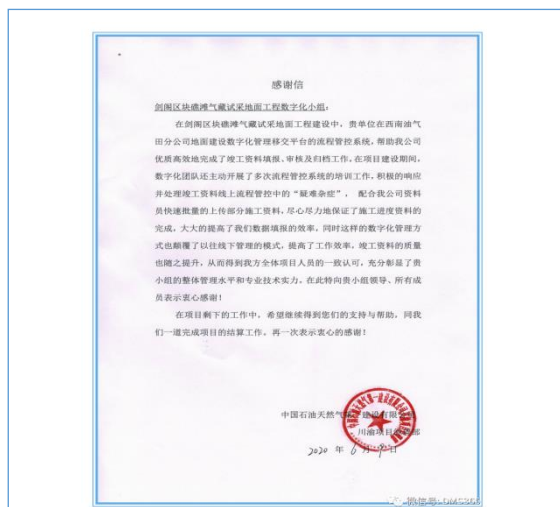 感谢信
剑阁区块礁滩气藏试采地面工程数字化小组:
在剑阁区块礁滩气藏试采地面工程建设中,贵单位在西南油气
田分公司地面建设数字化管理移交平台的流程管控系统,帮助我公司
优质高效地完成了竣工资料填报、审核及归档工作,在项目建设期间,
数字化团队还主动开展了多次流程管控系统的培训工作,积极的响应
并处理竣工资料线上流程管控中的“疑难杂症”, 配合我公司资料
员快速批量的上传部分施工资料,尽心尽力地保证了施工进度资料的
完成,大大的提高了我们数据填报的效率,同时这样的数字化管理方
式也颠覆了以往线下管理的模式,提高了工作效率,竣工资料的质量
也随之提升,从而得到我方全体项目人员的一致认可,充分彰显了贵
小组的整体管理水平和专业技术实力,在此特向贵小组领导、所有成
员表示衷心感谢!
在项目剩下的工作中,希望继续得到您们的支持与帮助,同我
们一道完成项目的结算工作。再一次表示衷心的感谢!
中国石油天然气第一建设有限公司
川渝项目经理部
2020 年 6 月 9 日
微信号: DMS365